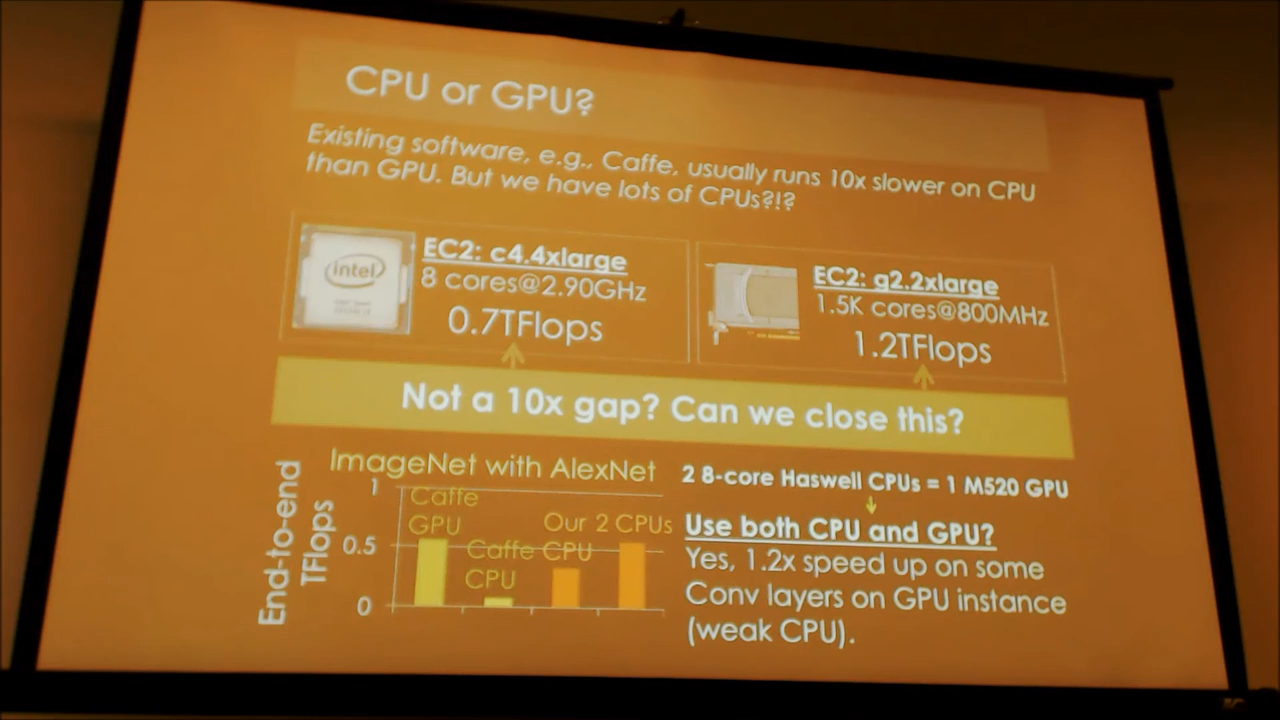 CPU or GPU?
Existing software, e.g., Caffe, usually runs 10x slower on CPU
than GPU. But we have lots of CPUs?!?
intel
EC2: c4.4xlarge
8 cores@2.90GHz
0.7TFlops
EC2: g2.2xlarge
1.5K cores@800MHz
1.2TFlops
Not a 10x gap? Can we close this?
ImageNet with AlexNet
End-to-end
TFlops
1
0.5
0
Caffe
GPU
Caffe CPU
CPU
Our 2 CPUs
2 8-core Haswell CPUs = 1 M520 GPU
Use both CPU and GPU?
Yes, 1.2x speed up on some
Conv layers on GPU instance
(weak CPU).